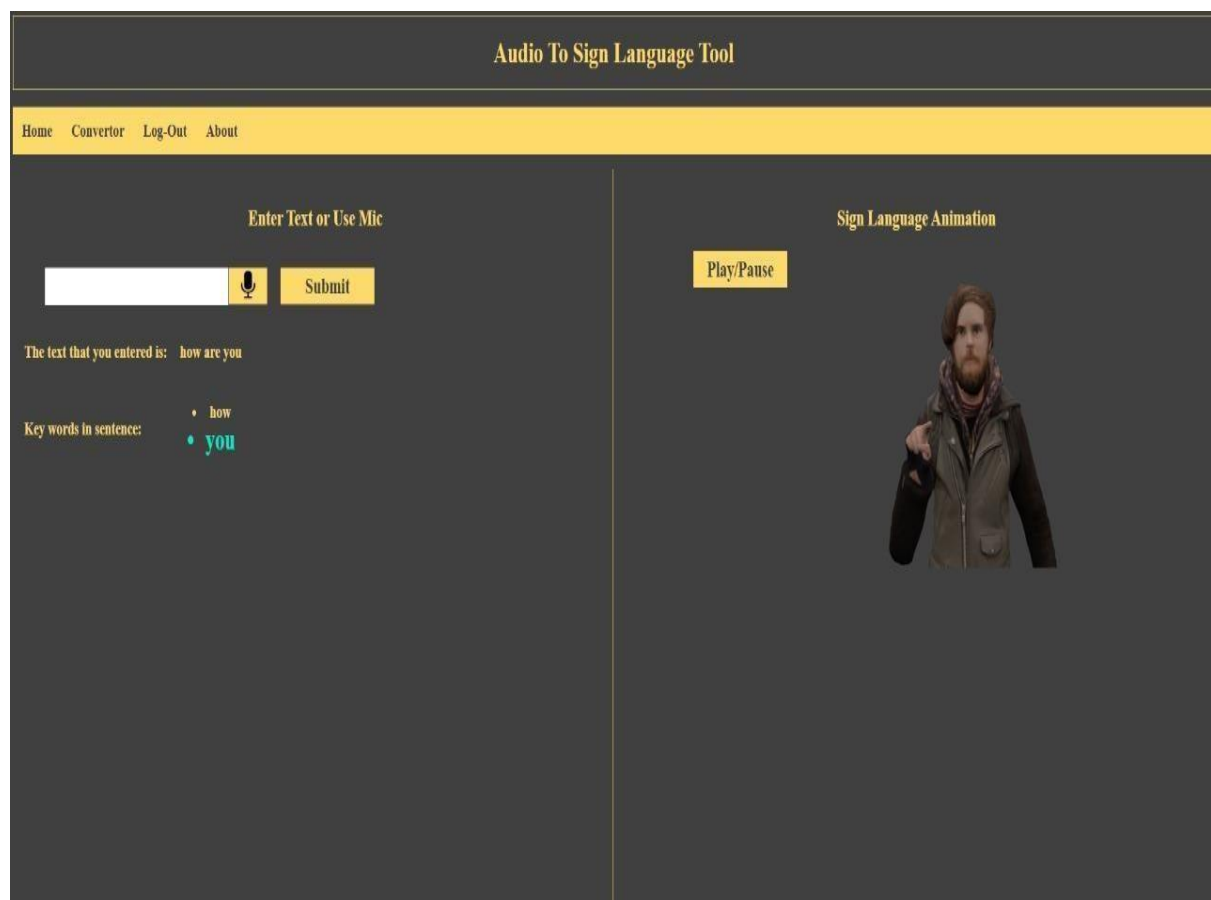 Audio To Sign Language Tool
Home Convertor Log-Out About
Enter Text or Use Mic
Submit
The text that you entered is: how are you
Key words in sentence:
• how
• you
Sign Language Animation
Play/Pause